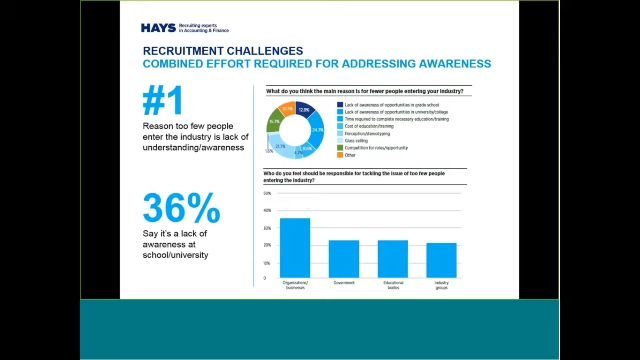 HAYS Recruiting experts
in Accounting & Finance
RECRUITMENT CHALLENGES
COMBINED EFFORT REQUIRED FOR ADDRESSING AWARENESS
#1
Reason too few people
enter the industry is lack of
understanding/awareness
36%
Say it's a lack of
awareness at
school/university
What do you think the main reason is for fewer people entering your industry?
Lack of awareness of opportunities in grade school
Lack of awareness of opportunities in university/college
Time required to complete necessary education/training
Cost of education/training
Perception/stereotyping
Glass ceiling
Competition for roles/opportunity
Other
Who do you feel should be responsible for tackling the issue of too few people
entering the industry?
50%
40%
30%
20%
10%
0
Organizations/
businesses
Government
Educational
bodies
Industry
groups